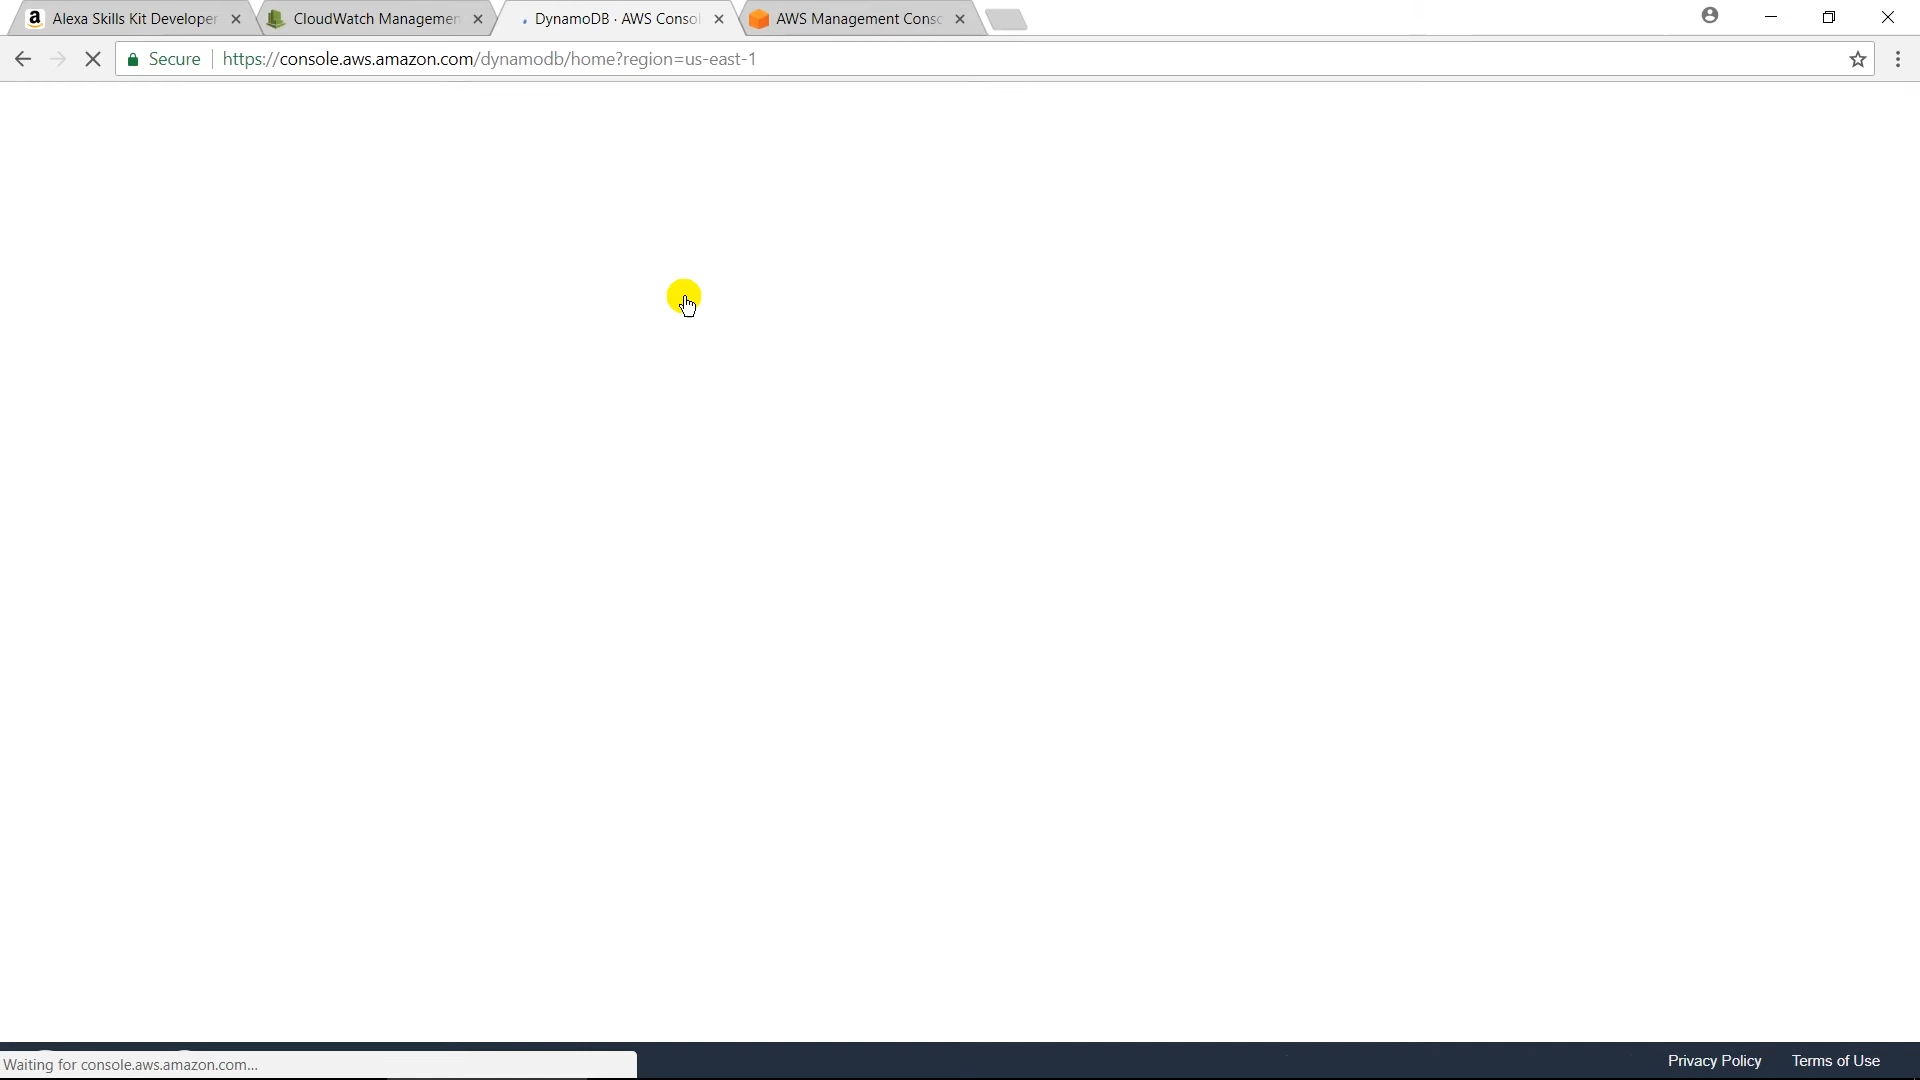 Alexa Skills Kit Developer
CloudWatch Managemen
DynamoDB · AWS Consol
AWS Management Consc
Secure
https://console.aws.amazon.com/dynamodb/home?region=us-east-1
Waiting for console.aws.amazon.com...
Privacy Policy
Terms of Use